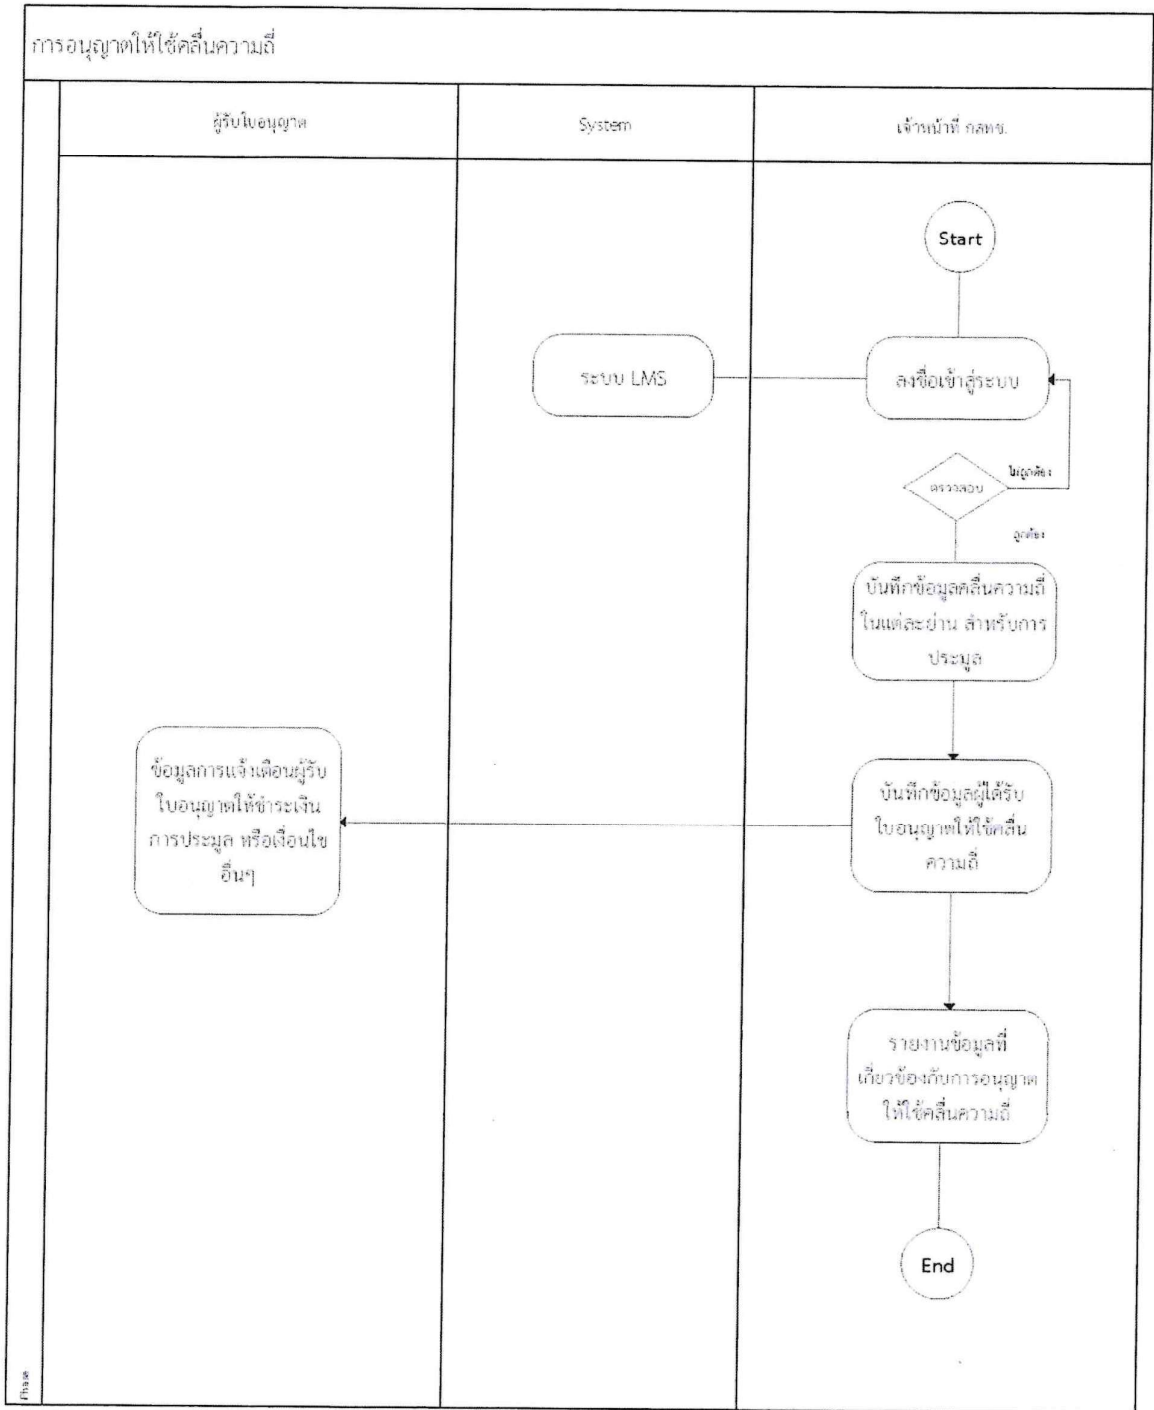 การอนุญาตให้ใช้คลื่นความถี่
ผู้รับใบอนุญาต
System
เจ้าหน้าที่ กสทช.
Start
ระบบ LMS
ลงชื่อเข้าสู่ระบบ
ตรวจสอบ
ไม่ถูกต้อง
ถูกต้อง
บันทึกข้อมูลคลื่นความถี่
ในแต่ละย่าน สำหรับการ
ประมูล
ข้อมูลการแจ้งเตือนผู้รับ
ใบอนุญาตให้ชำระเงิน
การประมูล หรือเงื่อนไข
อื่นๆ
บันทึกข้อมูลผู้ได้รับ
ใบอนุญาตให้ใช้คลื่น
ความถี่
รายงานข้อมูลที่
เกี่ยวข้องกับการอนุญาต
ให้ใช้คลื่นความถี่
End
Phase